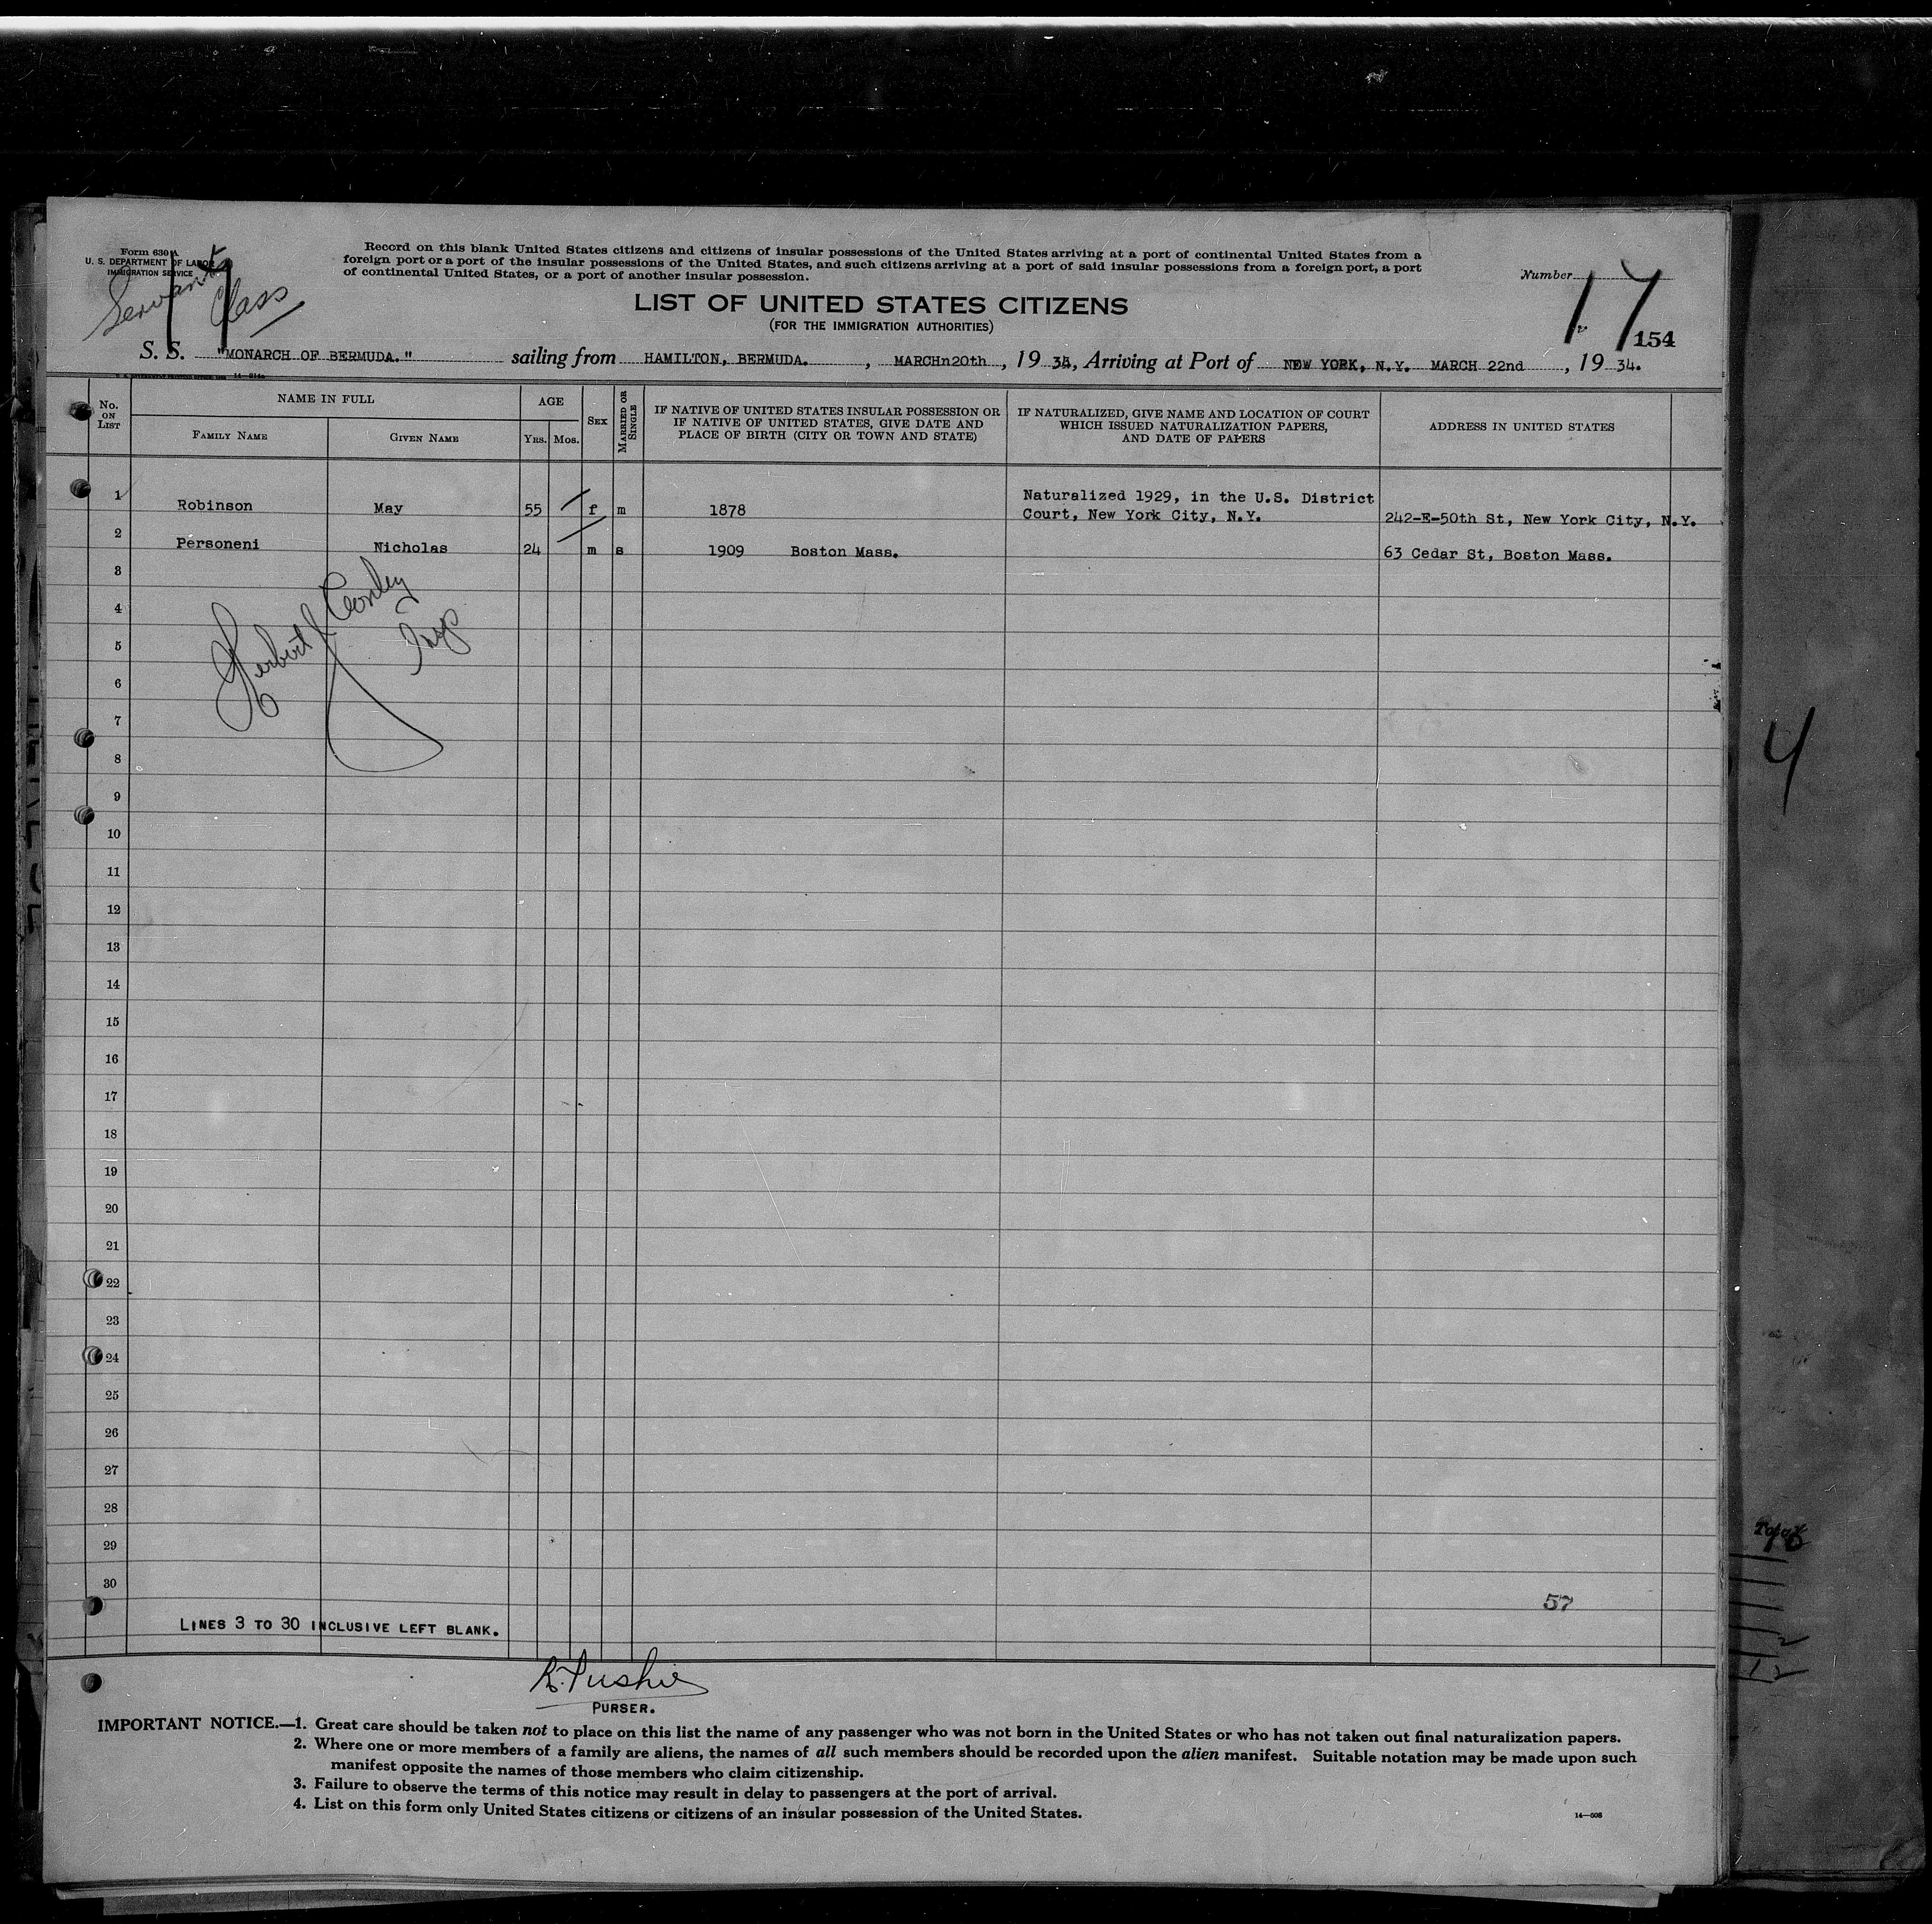 Form 630 A
U. S. DEPARTMENT OF LABOR
IMMIGRATION SERVICE
Servants
Class
Record on this blank United States citizens and citizens of insular possessions of the United States arriving at a port of continental United States from a
foreign port or a port of the insular possessions of the United States, and such citizens arriving at a port of said insular possessions from a foreign port, a port
of continental United States, or a port of another insular possession.
Number
17
154
LIST OF UNITED STATES CITIZENS
(FOR THE IMMIGRATION AUTHORITIES)
S. S. "MONARCH OF BERMUDA." sailing from HAMILTON, BERMUDA. , MARCHn20th , 19 34, Arriving at Port of NEW YORK, N.Y. MARCH 22nd , 19 34.
No. ON LIST
NAME IN FULL
FAMILY NAME
GIVEN NAME
AGE
YRS. MOS.
SEX
MARRIED OR SINGLE
IF NATIVE OF UNITED STATES INSULAR POSSESSION OR
IF NATIVE OF UNITED STATES, GIVE DATE AND
PLACE OF BIRTH (CITY OR TOWN AND STATE)
IF NATURALIZED, GIVE NAME AND LOCATION OF COURT
WHICH ISSUED NATURALIZATION PAPERS,
AND DATE OF PAPERS
ADDRESS IN UNITED STATES
1 Robinson May 55 f m 1878 Naturalized 1929, in the U.S. District
Court, New York City, N.Y. 242-E-50th St, New York City, N.Y.
2 Personeni Nicholas 24 m s 1909 Boston Mass. 63 Cedar St, Boston Mass.
3
4
5
6
7
8
9
10
11
12
13
14
15
16
17
18
19
20
21
22
23
24
25
26
27
28
29
30
Herbert J Conley
Insp
4
57
LINES 3 TO 30 INCLUSIVE LEFT BLANK.
PURSER.
IMPORTANT NOTICE.—1. Great care should be taken not to place on this list the name of any passenger who was not born in the United States or who has not taken out final naturalization papers.
2. Where one or more members of a family are aliens, the names of all such members should be recorded upon the alien manifest. Suitable notation may be made upon such
manifest opposite the names of those members who claim citizenship.
3. Failure to observe the terms of this notice may result in delay to passengers at the port of arrival.
4. List on this form only United States citizens or citizens of an insular possession of the United States.
14—608